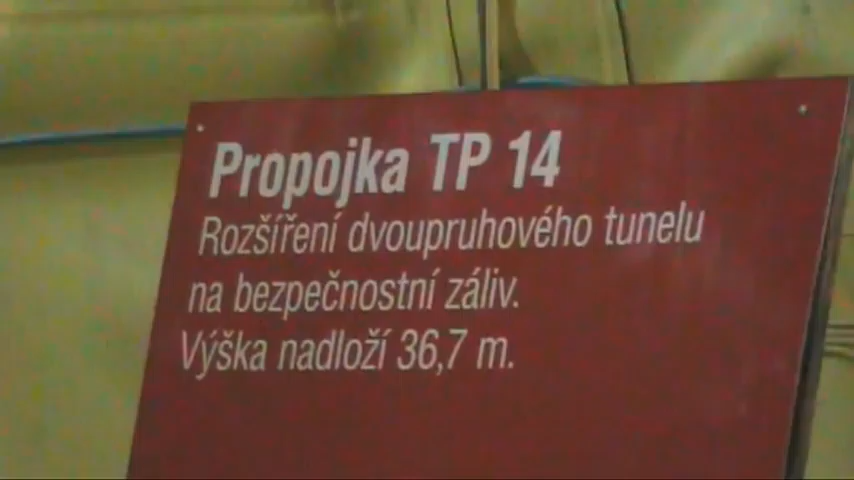 Propojka TP 14
Rozšíření dvoupruhového tunelu
na bezpečnostní záliv.
Výška nadloží 36,7 m.